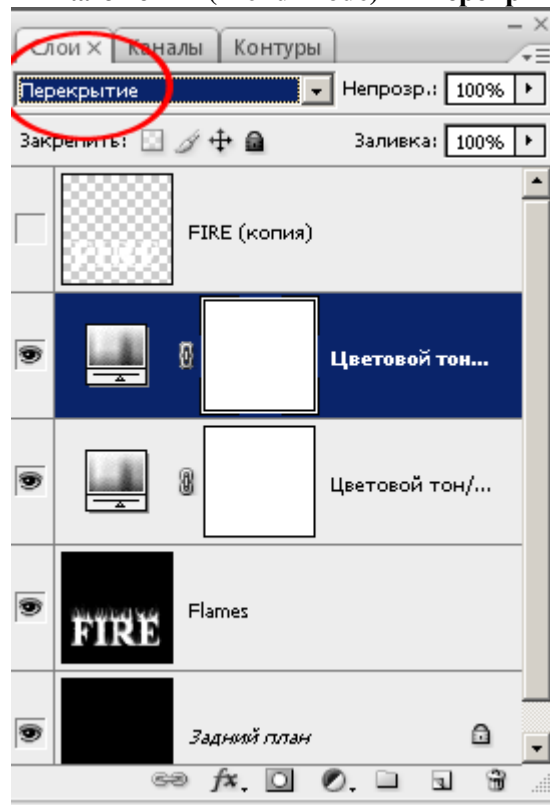 Слои × Каналы Контуры
Перекрытие Непрозр.: 100%
Закрепить: Заливка: 100%
FIRE (копия)
Цветовой тон...
Цветовой тон/...
FIRE
Flames
Задний план
fx.